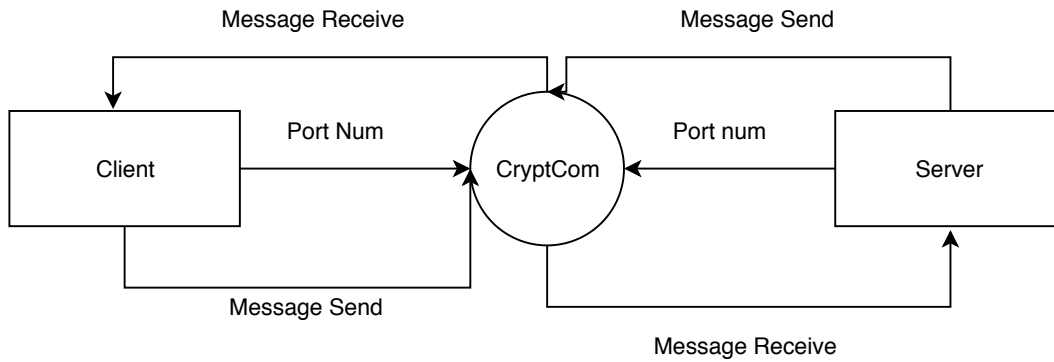 Message Receive
Message Send
Port Num
Port num
Client
CryptCom
Server
Message Send
Message Receive